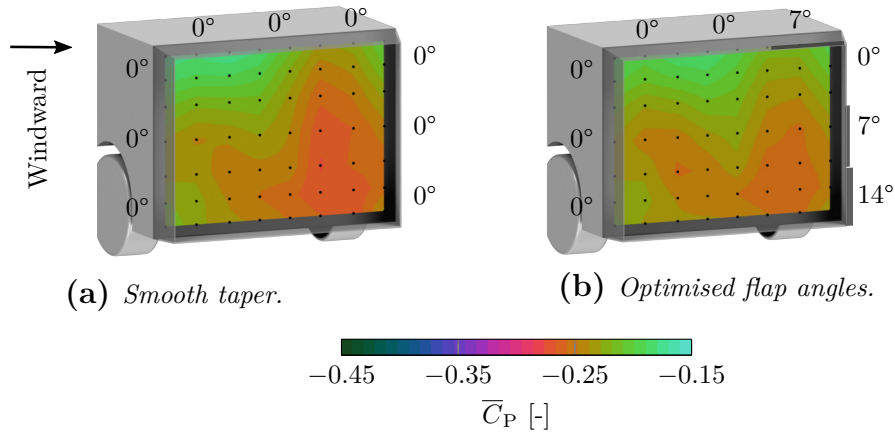 0° 0° 0°
0° 0°
0° 0°
0° 0°
Windward
(a) Smooth taper.
0° 0° 7°
0° 0°
0° 7°
0° 14°
(b) Optimised flap angles.
−0.45 −0.35 −0.25 −0.15
C̅P [-]